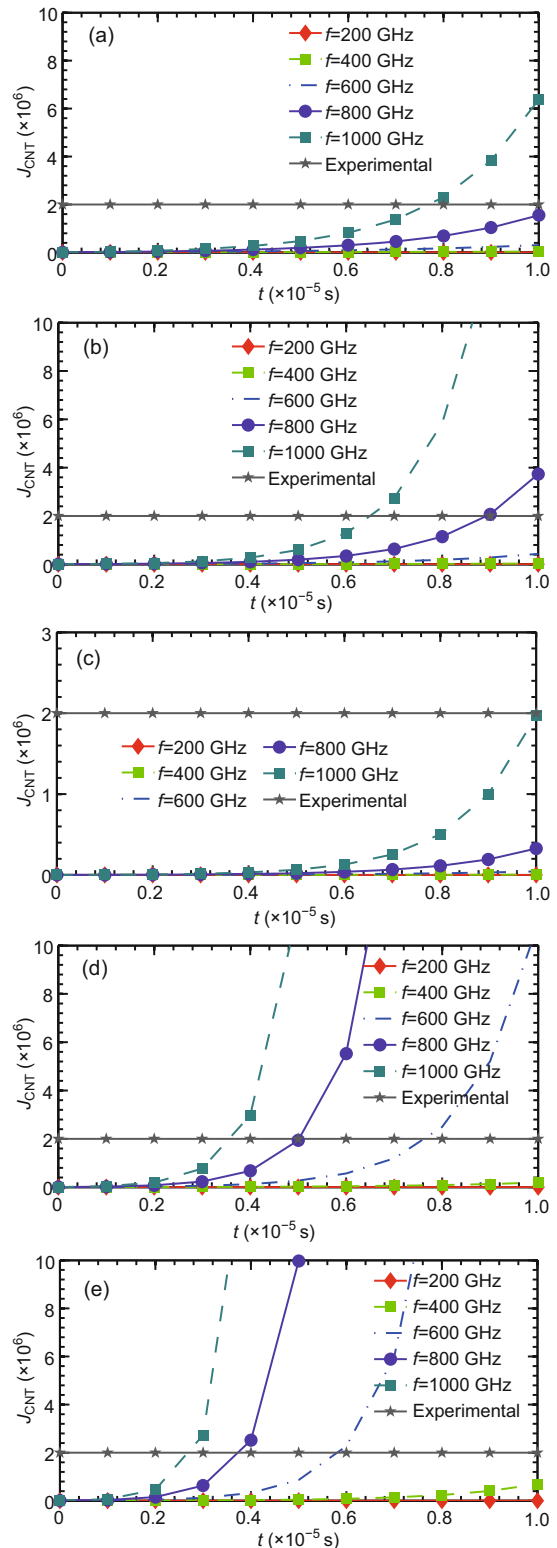 (a)
f=200 GHz
f=400 GHz
f=600 GHz
f=800 GHz
f=1000 GHz
Experimental
J_CNT (×10⁶)
10
8
6
4
2
0
0 0.2 0.4 0.6 0.8 1.0
t (×10⁻⁵ s)
(b)
f=200 GHz
f=400 GHz
f=600 GHz
f=800 GHz
f=1000 GHz
Experimental
J_CNT (×10⁶)
10
8
6
4
2
0
0 0.2 0.4 0.6 0.8 1.0
t (×10⁻⁵ s)
(c)
f=200 GHz f=800 GHz
f=400 GHz f=1000 GHz
f=600 GHz Experimental
J_CNT (×10⁶)
3
2
1
0
0 0.2 0.4 0.6 0.8 1.0
t (×10⁻⁵ s)
(d)
f=200 GHz
f=400 GHz
f=600 GHz
f=800 GHz
f=1000 GHz
Experimental
J_CNT (×10⁶)
10
8
6
4
2
0
0 0.2 0.4 0.6 0.8 1.0
t (×10⁻⁵ s)
(e)
f=200 GHz
f=400 GHz
f=600 GHz
f=800 GHz
f=1000 GHz
Experimental
J_CNT (×10⁶)
10
8
6
4
2
0
0 0.2 0.4 0.6 0.8 1.0
t (×10⁻⁵ s)